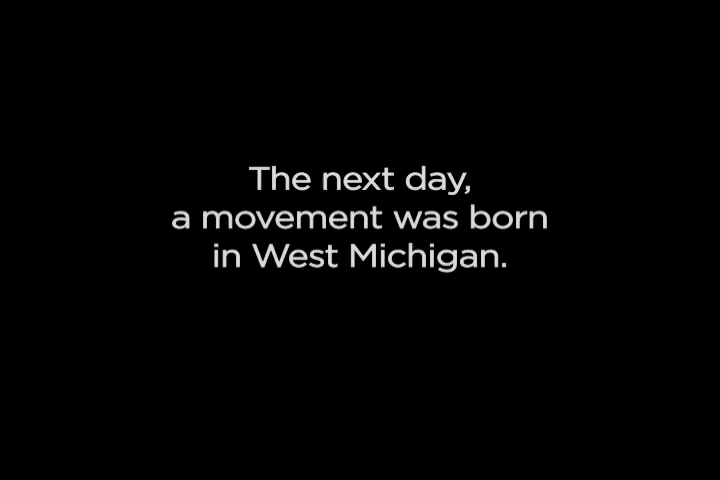 The next day,
a movement was born
in West Michigan.